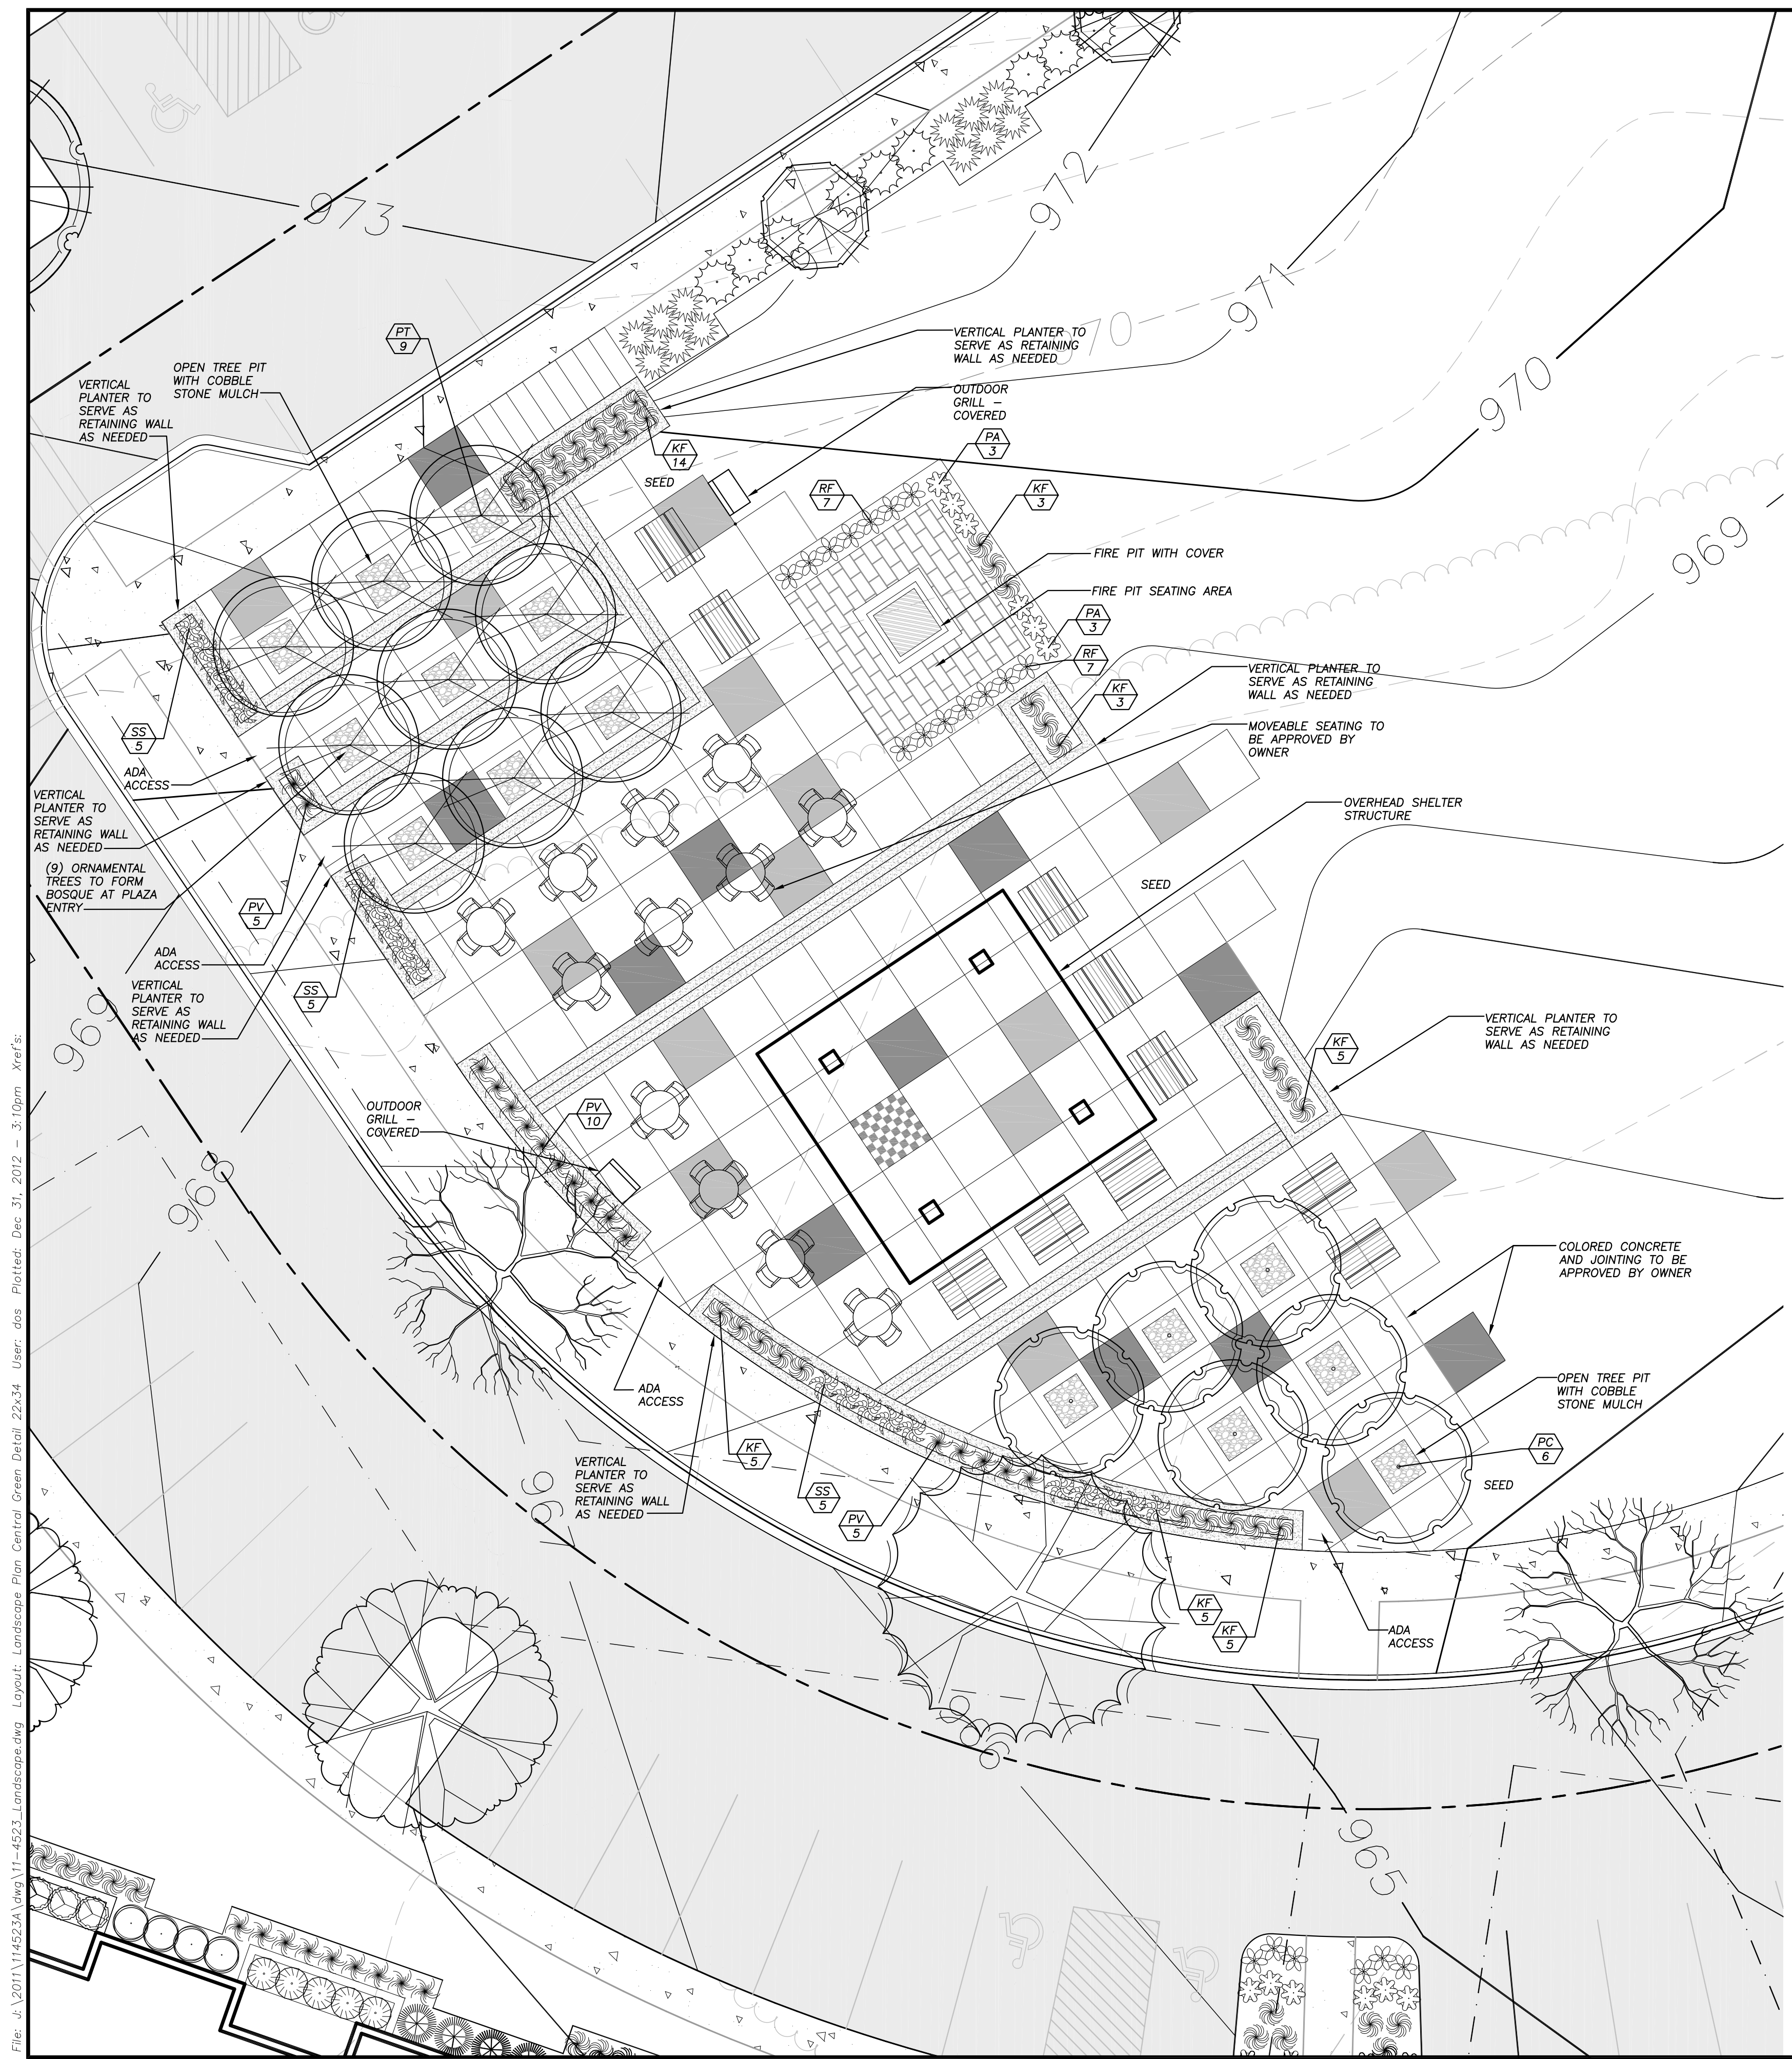 973
972
971
970
970
969
PT
9
OPEN TREE PIT
WITH COBBLE
STONE MULCH
VERTICAL
PLANTER TO
SERVE AS
RETAINING WALL
AS NEEDED
VERTICAL PLANTER TO
SERVE AS RETAINING
WALL AS NEEDED
OUTDOOR
GRILL –
COVERED
PA
3
KF
14
SEED
RF
7
KF
3
FIRE PIT WITH COVER
FIRE PIT SEATING AREA
PA
3
RF
7
KF
3
VERTICAL PLANTER TO
SERVE AS RETAINING
WALL AS NEEDED
MOVEABLE SEATING TO
BE APPROVED BY
OWNER
SS
5
ADA
ACCESS
VERTICAL
PLANTER TO
SERVE AS
RETAINING WALL
AS NEEDED
(9) ORNAMENTAL
TREES TO FORM
BOSQUE AT PLAZA
ENTRY
OVERHEAD SHELTER
STRUCTURE
SEED
PV
5
ADA
ACCESS
SS
5
VERTICAL
PLANTER TO
SERVE AS
RETAINING WALL
AS NEEDED
969
968
VERTICAL PLANTER TO
SERVE AS RETAINING
WALL AS NEEDED
KF
5
OUTDOOR
GRILL –
COVERED
PV
10
COLORED CONCRETE
AND JOINTING TO BE
APPROVED BY OWNER
ADA
ACCESS
OPEN TREE PIT
WITH COBBLE
STONE MULCH
PC
6
SEED
KF
5
VERTICAL
PLANTER TO
SERVE AS
RETAINING WALL
AS NEEDED
SS
5
PV
5
967
KF
5
KF
5
ADA
ACCESS
966
965
File: J:\2011\114523A\dwg\11-4523_Landscape.dwg Layout: Landscape Plan Central Green Detail 22x34 User: dos Plotted: Dec 31, 2012 – 3:10pm Xref's: